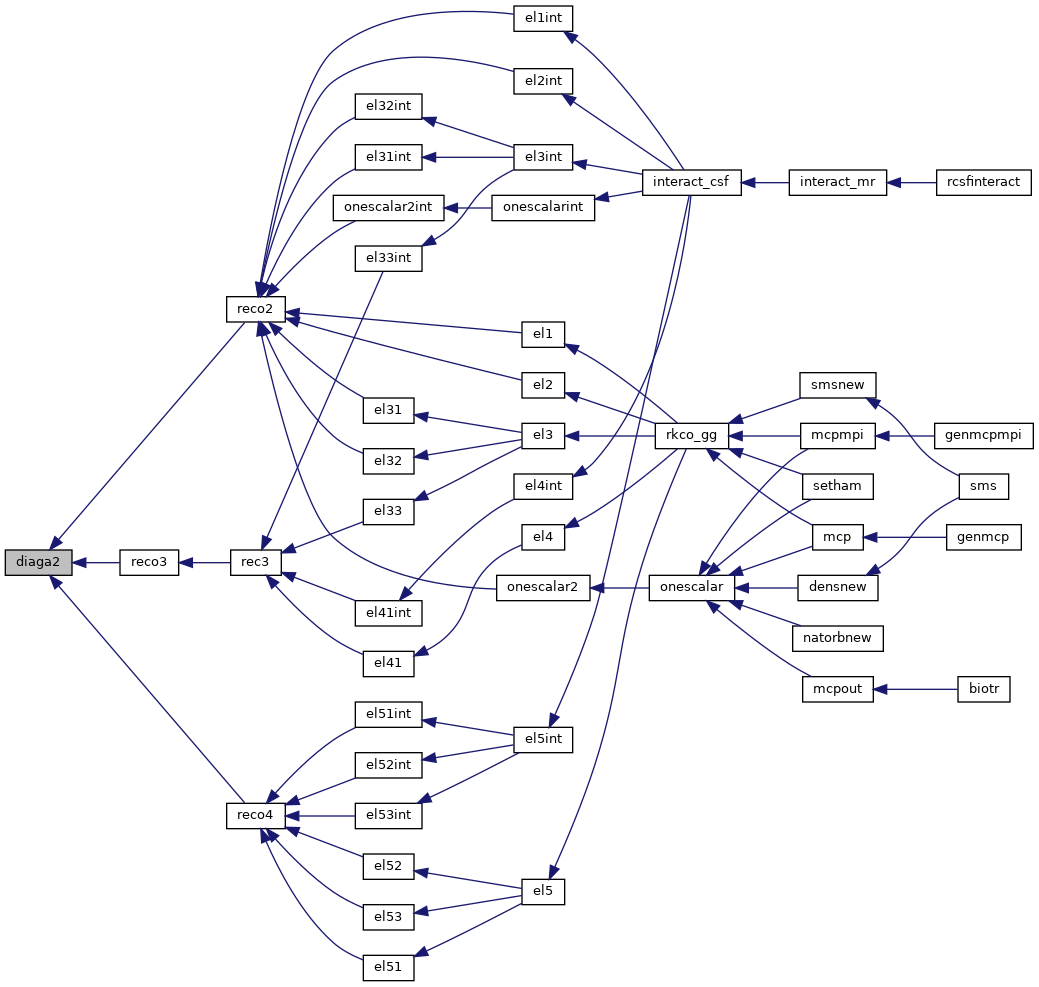 el1int
el2int
el32int
el31int
el3int
interact_csf
interact_mr
rcsfinteract
onescalar2int
onescalarint
el33int
reco2
el1
el2
smsnew
el31
el3
rkco_gg
mcpmpi
genmcpmpi
el32
el4int
setham
sms
el33
el4
mcp
genmcp
diaga2
reco3
rec3
onescalar2
onescalar
densnew
el41int
natorbnew
el41
mcpout
biotr
el51int
el5int
el52int
reco4
el53int
el52
el5
el53
el51